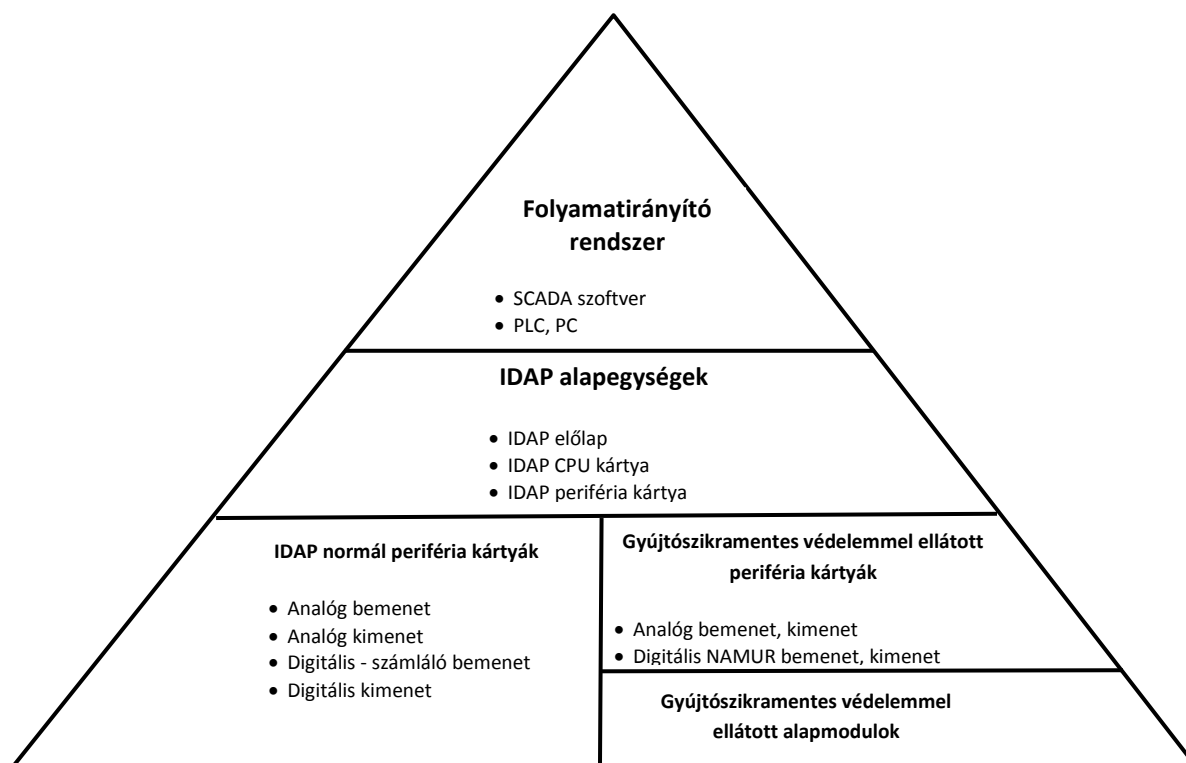 Folyamatirányító
rendszer
• SCADA szoftver
• PLC, PC
IDAP alapegységek
• IDAP előlap
• IDAP CPU kártya
• IDAP periféria kártya
IDAP normál periféria kártyák
• Analóg bemenet
• Analóg kimenet
• Digitális - számláló bemenet
• Digitális kimenet
Gyújtószikramentes védelemmel ellátott
periféria kártyák
• Analóg bemenet, kimenet
• Digitális NAMUR bemenet, kimenet
Gyújtószikramentes védelemmel
ellátott alapmodulok